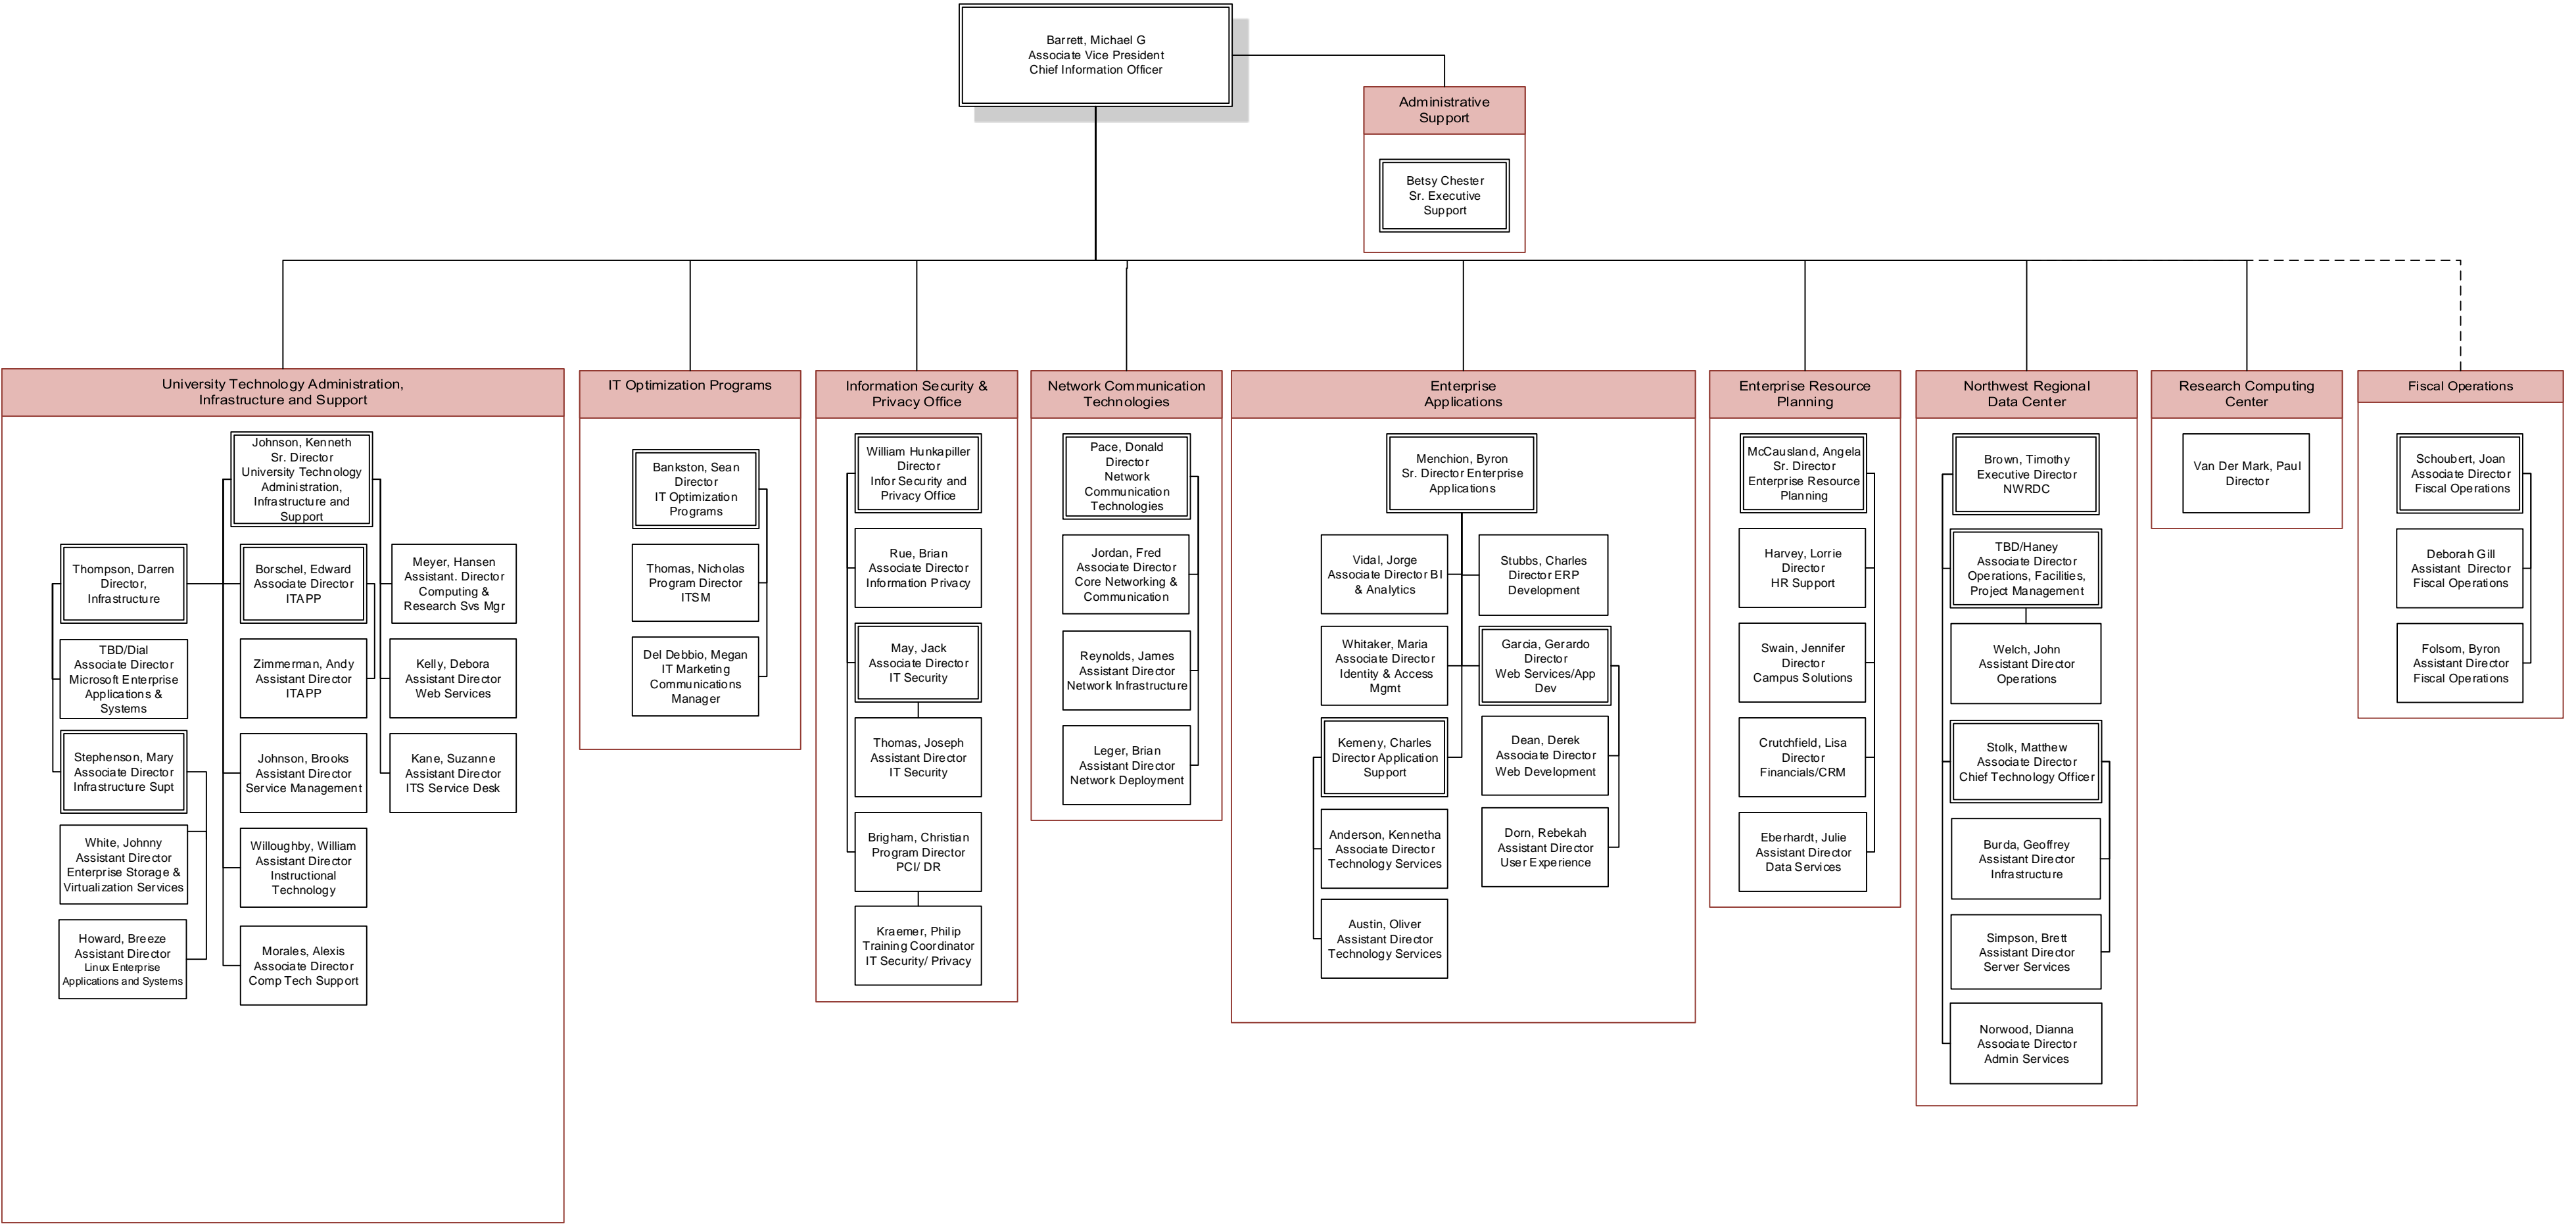 Barrett, Michael G
Associate Vice President
Chief Information Officer
Administrative
Support
Betsy Chester
Sr. Executive
Support
University Technology Administration,
Infrastructure and Support
Johnson, Kenneth
Sr. Director
University Technology
Administration,
Infrastructure and
Support
Thompson, Darren
Director,
Infrastructure
TBD/Dial
Associate Director
Microsoft Enterprise
Applications &
Systems
Stephenson, Mary
Associate Director
Infrastructure Supt
White, Johnny
Assistant Director
Enterprise Storage &
Virtualization Services
Howard, Breeze
Assistant Director
Linux Enterprise
Applications and Systems
Borschel, Edward
Associate Director
ITAPP
Zimmerman, Andy
Assistant Director
ITAPP
Johnson, Brooks
Assistant Director
Service Management
Willoughby, William
Assistant Director
Instructional
Technology
Morales, Alexis
Associate Director
Comp Tech Support
Meyer, Hansen
Assistant. Director
Computing &
Research Svs Mgr
Kelly, Debora
Assistant Director
Web Services
Kane, Suzanne
Assistant Director
ITS Service Desk
IT Optimization Programs
Bankston, Sean
Director
IT Optimization
Programs
Thomas, Nicholas
Program Director
ITSM
Del Debbio, Megan
IT Marketing
Communications
Manager
Information Security &
Privacy Office
William Hunkapiller
Director
Infor Security and
Privacy Office
Rue, Brian
Associate Director
Information Privacy
May, Jack
Associate Director
IT Security
Thomas, Joseph
Assistant Director
IT Security
Brigham, Christian
Program Director
PCI/ DR
Kraemer, Philip
Training Coordinator
IT Security/ Privacy
Network Communication
Technologies
Pace, Donald
Director
Network
Communication
Technologies
Jordan, Fred
Associate Director
Core Networking &
Communication
Reynolds, James
Assistant Director
Network Infrastructure
Leger, Brian
Assistant Director
Network Deployment
Enterprise
Applications
Menchion, Byron
Sr. Director Enterprise
Applications
Vidal, Jorge
Associate Director BI
& Analytics
Whitaker, Maria
Associate Director
Identity & Access
Mgmt
Kemeny, Charles
Director Application
Support
Anderson, Kennetha
Associate Director
Technology Services
Austin, Oliver
Assistant Director
Technology Services
Stubbs, Charles
Director ERP
Development
Garcia, Gerardo
Director
Web Services/App
Dev
Dean, Derek
Associate Director
Web Development
Dorn, Rebekah
Assistant Director
User Experience
Enterprise Resource
Planning
McCausland, Angela
Sr. Director
Enterprise Resource
Planning
Harvey, Lorrie
Director
HR Support
Swain, Jennifer
Director
Campus Solutions
Crutchfield, Lisa
Director
Financials/CRM
Eberhardt, Julie
Assistant Director
Data Services
Northwest Regional
Data Center
Brown, Timothy
Executive Director
NWRDC
TBD/Haney
Associate Director
Operations, Facilities,
Project Management
Welch, John
Assistant Director
Operations
Stolk, Matthew
Associate Director
Chief Technology Officer
Burda, Geoffrey
Assistant Director
Infrastructure
Simpson, Brett
Assistant Director
Server Services
Norwood, Dianna
Associate Director
Admin Services
Research Computing
Center
Van Der Mark, Paul
Director
Fiscal Operations
Schoubert, Joan
Associate Director
Fiscal Operations
Deborah Gill
Assistant  Director
Fiscal Operations
Folsom, Byron
Assistant Director
Fiscal Operations